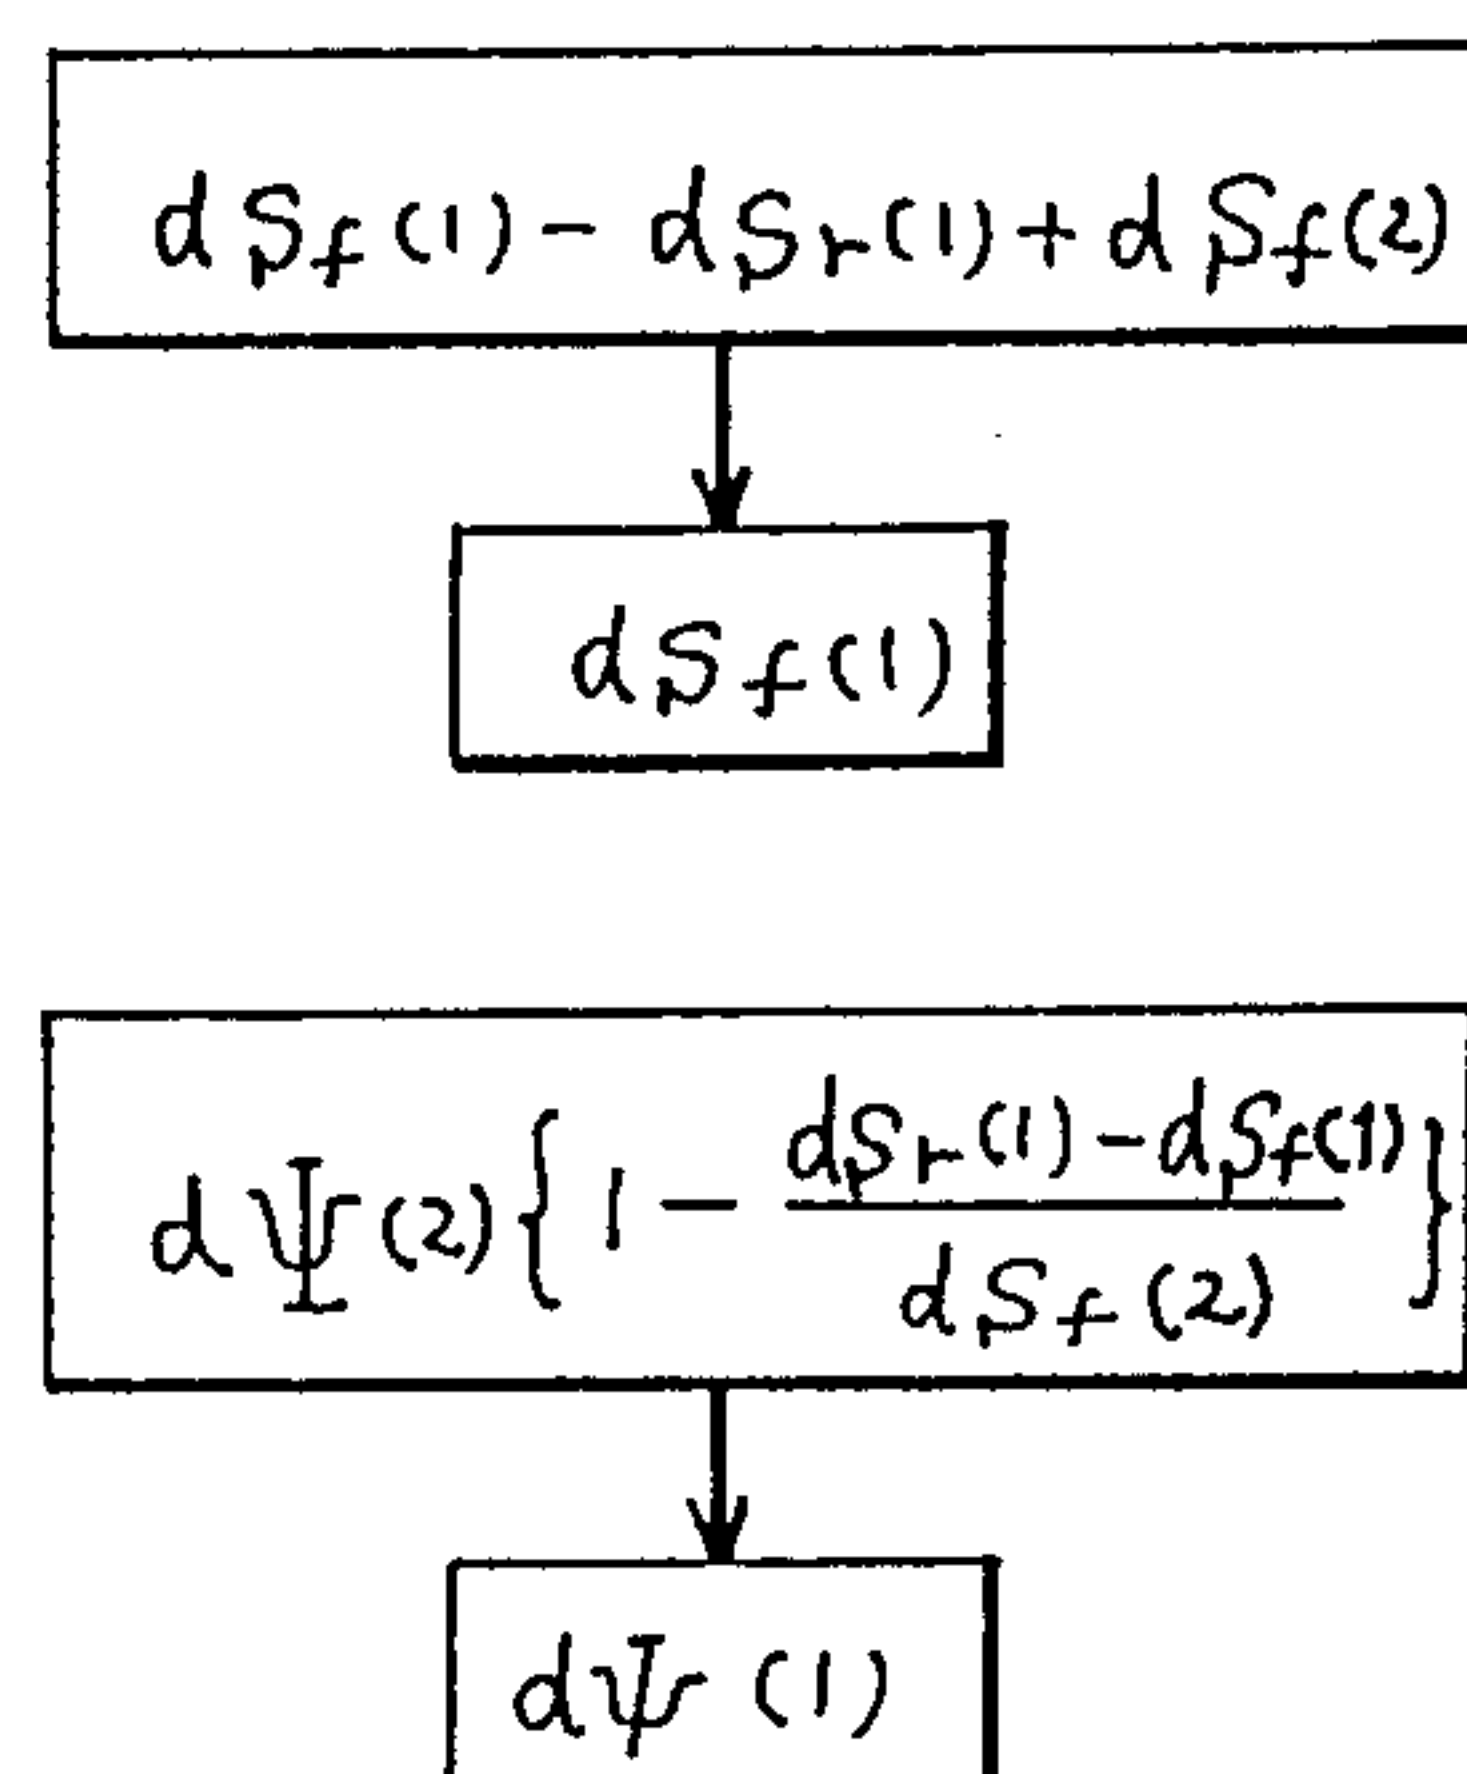 dSf(1) - dSr(1) + dSf(2)
dSf(1)
dΨ(2){1 - (dSr(1) - dSf(1)) / dSf(2)}
dΨ(1)